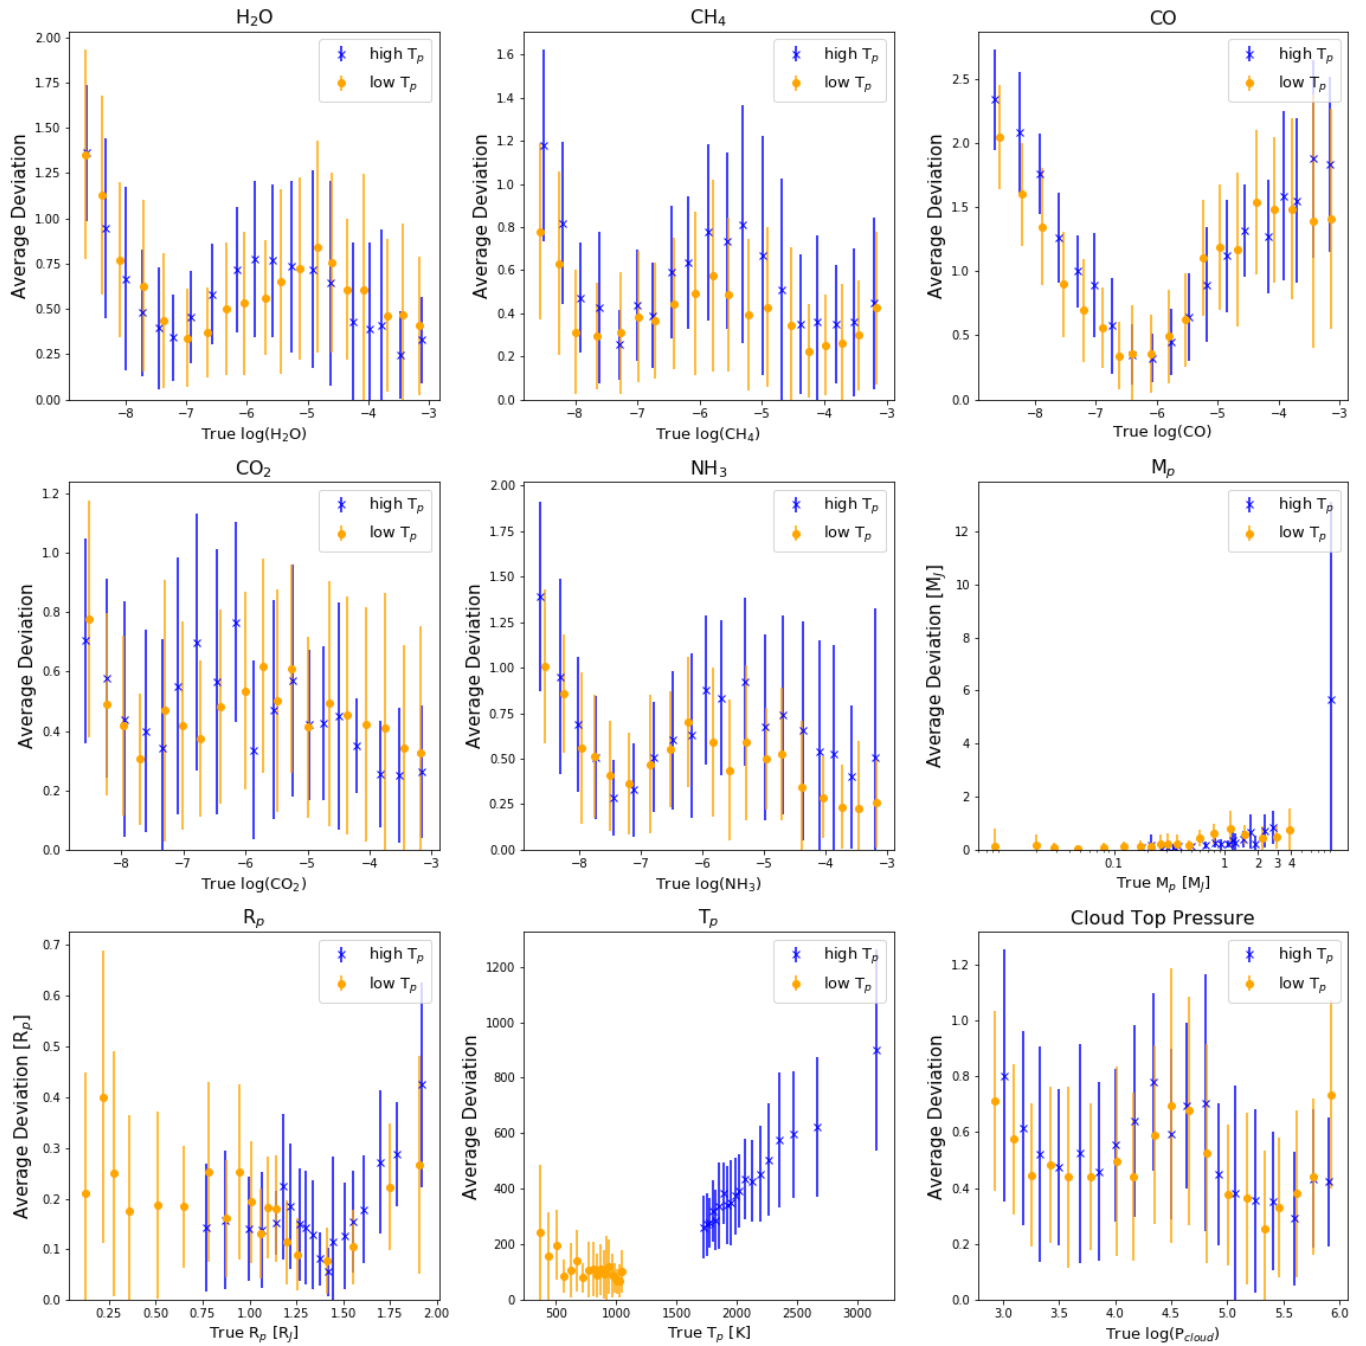 H₂O
high Tₚ
low Tₚ
Average Deviation
2.00
1.75
1.50
1.25
1.00
0.75
0.50
0.25
0.00
−8 −7 −6 −5 −4 −3
True log(H₂O)
CH₄
high Tₚ
low Tₚ
Average Deviation
1.6
1.4
1.2
1.0
0.8
0.6
0.4
0.2
0.0
−8 −7 −6 −5 −4 −3
True log(CH₄)
CO
high Tₚ
low Tₚ
Average Deviation
2.5
2.0
1.5
1.0
0.5
0.0
−8 −7 −6 −5 −4 −3
True log(CO)
CO₂
high Tₚ
low Tₚ
Average Deviation
1.2
1.0
0.8
0.6
0.4
0.2
0.0
−8 −7 −6 −5 −4 −3
True log(CO₂)
NH₃
high Tₚ
low Tₚ
Average Deviation
2.00
1.75
1.50
1.25
1.00
0.75
0.50
0.25
0.00
−8 −7 −6 −5 −4 −3
True log(NH₃)
Mₚ
high Tₚ
low Tₚ
Average Deviation [M_J]
12
10
8
6
4
2
0
0.1 1 2 3 4
True Mₚ [M_J]
Rₚ
high Tₚ
low Tₚ
Average Deviation [Rₚ]
0.7
0.6
0.5
0.4
0.3
0.2
0.1
0.0
0.25 0.50 0.75 1.00 1.25 1.50 1.75 2.00
True Rₚ [R_J]
Tₚ
high Tₚ
low Tₚ
Average Deviation
1200
1000
800
600
400
200
0
500 1000 1500 2000 2500 3000
True Tₚ [K]
Cloud Top Pressure
high Tₚ
low Tₚ
Average Deviation
1.2
1.0
0.8
0.6
0.4
0.2
0.0
3.0 3.5 4.0 4.5 5.0 5.5 6.0
True log(P_cloud)